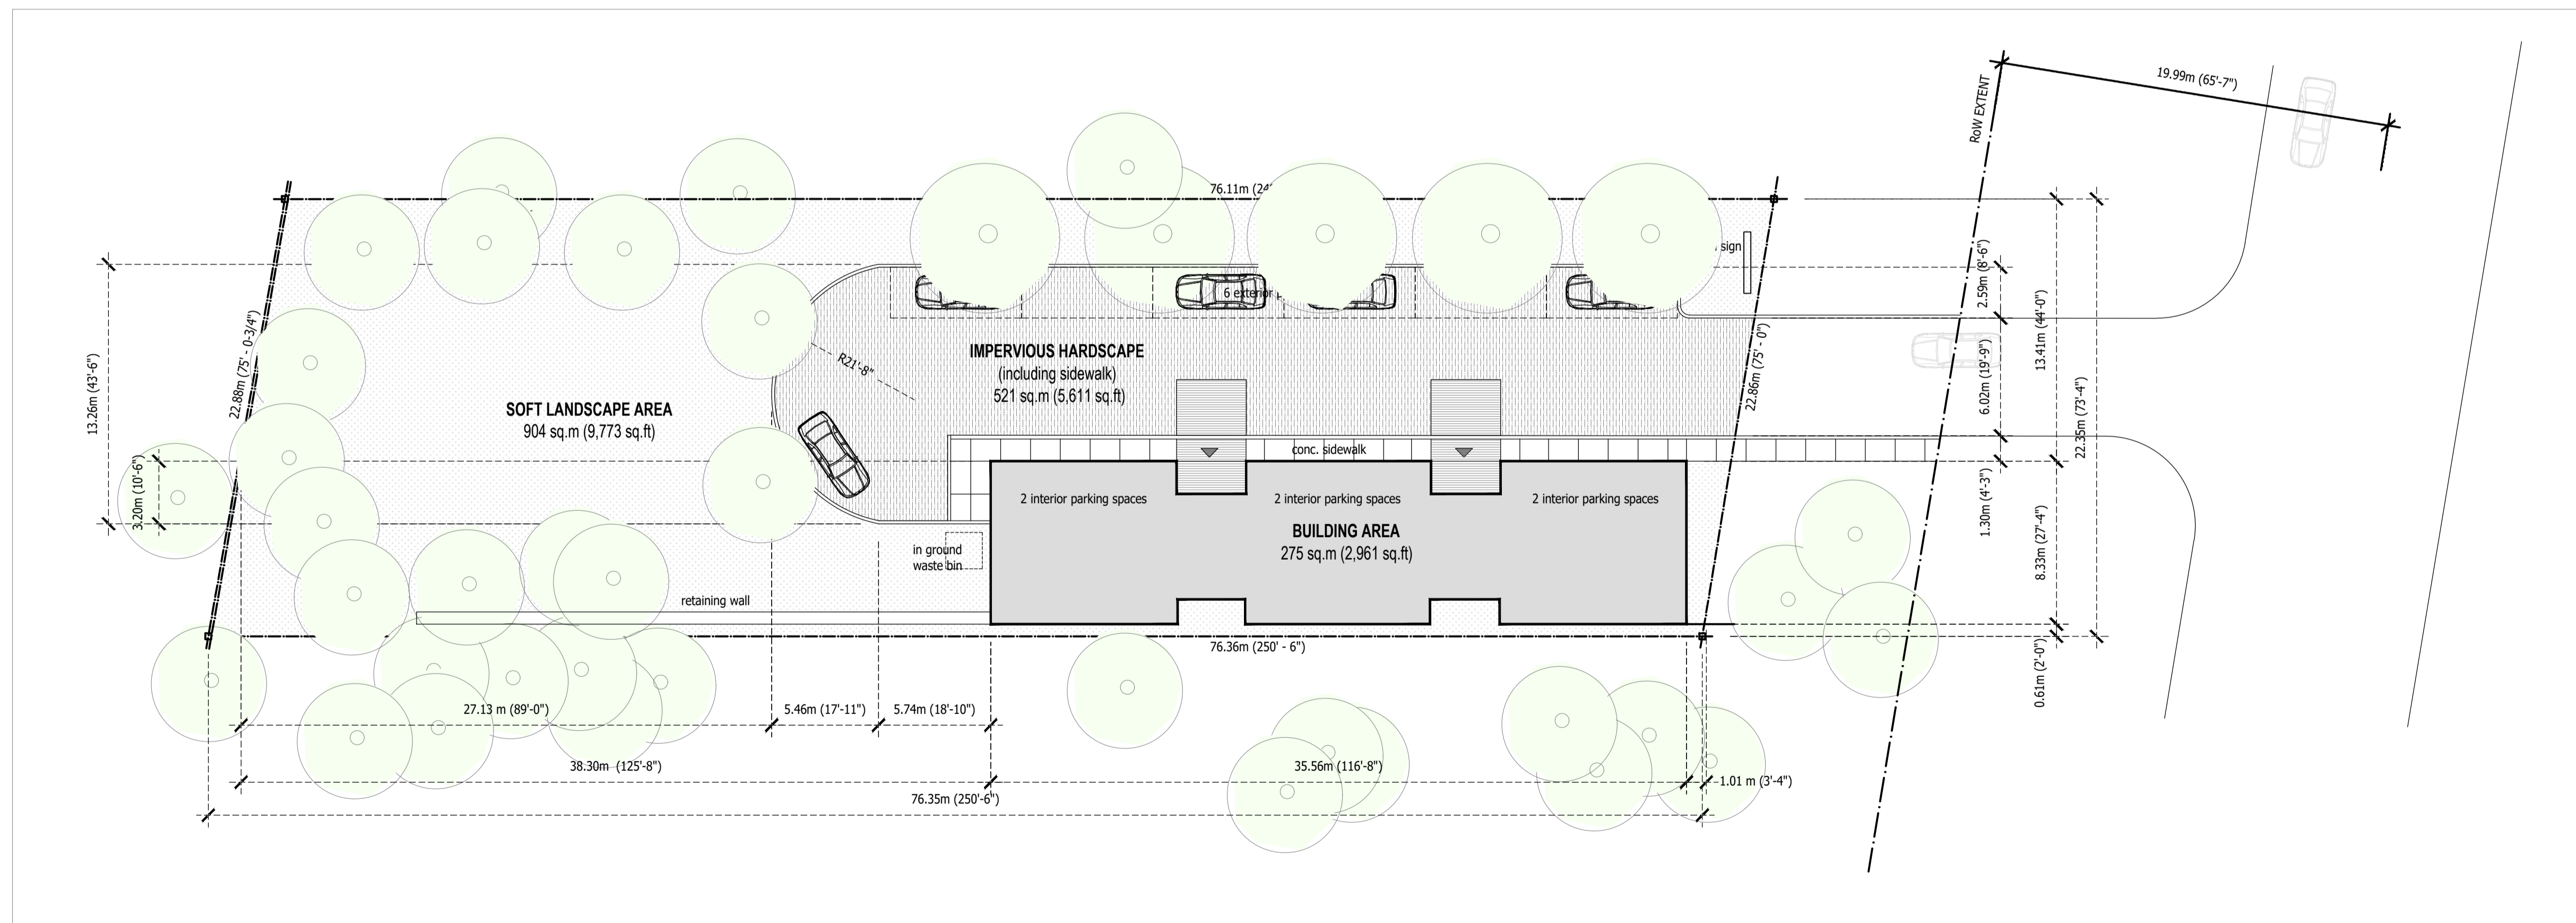 19.99m (65'-7")
RoW EXTENT
76.11m (24
sign
6 exterior
2.59m (8'-6")
13.41m (44'-0")
22.88m (75' - 0-3/4")
22.86m (75' - 0")
13.26m (43'-6")
R21'-8"
IMPERVIOUS HARDSCAPE
(including sidewalk)
521 sq.m (5,611 sq.ft)
6.02m (19'-9")
22.35m (73'-4")
SOFT LANDSCAPE AREA
904 sq.m (9,773 sq.ft)
conc. sidewalk
3.20m (10'-6")
2 interior parking spaces
2 interior parking spaces
2 interior parking spaces
1.30m (4'-3")
BUILDING AREA
275 sq.m (2,961 sq.ft)
in ground
waste bin
8.33m (27'-4")
retaining wall
76.36m (250' - 6")
0.61m (2'-0")
27.13 m (89'-0")
5.46m (17'-11")
5.74m (18'-10")
38.30m (125'-8")
35.56m (116'-8")
1.01 m (3'-4")
76.35m (250'-6")